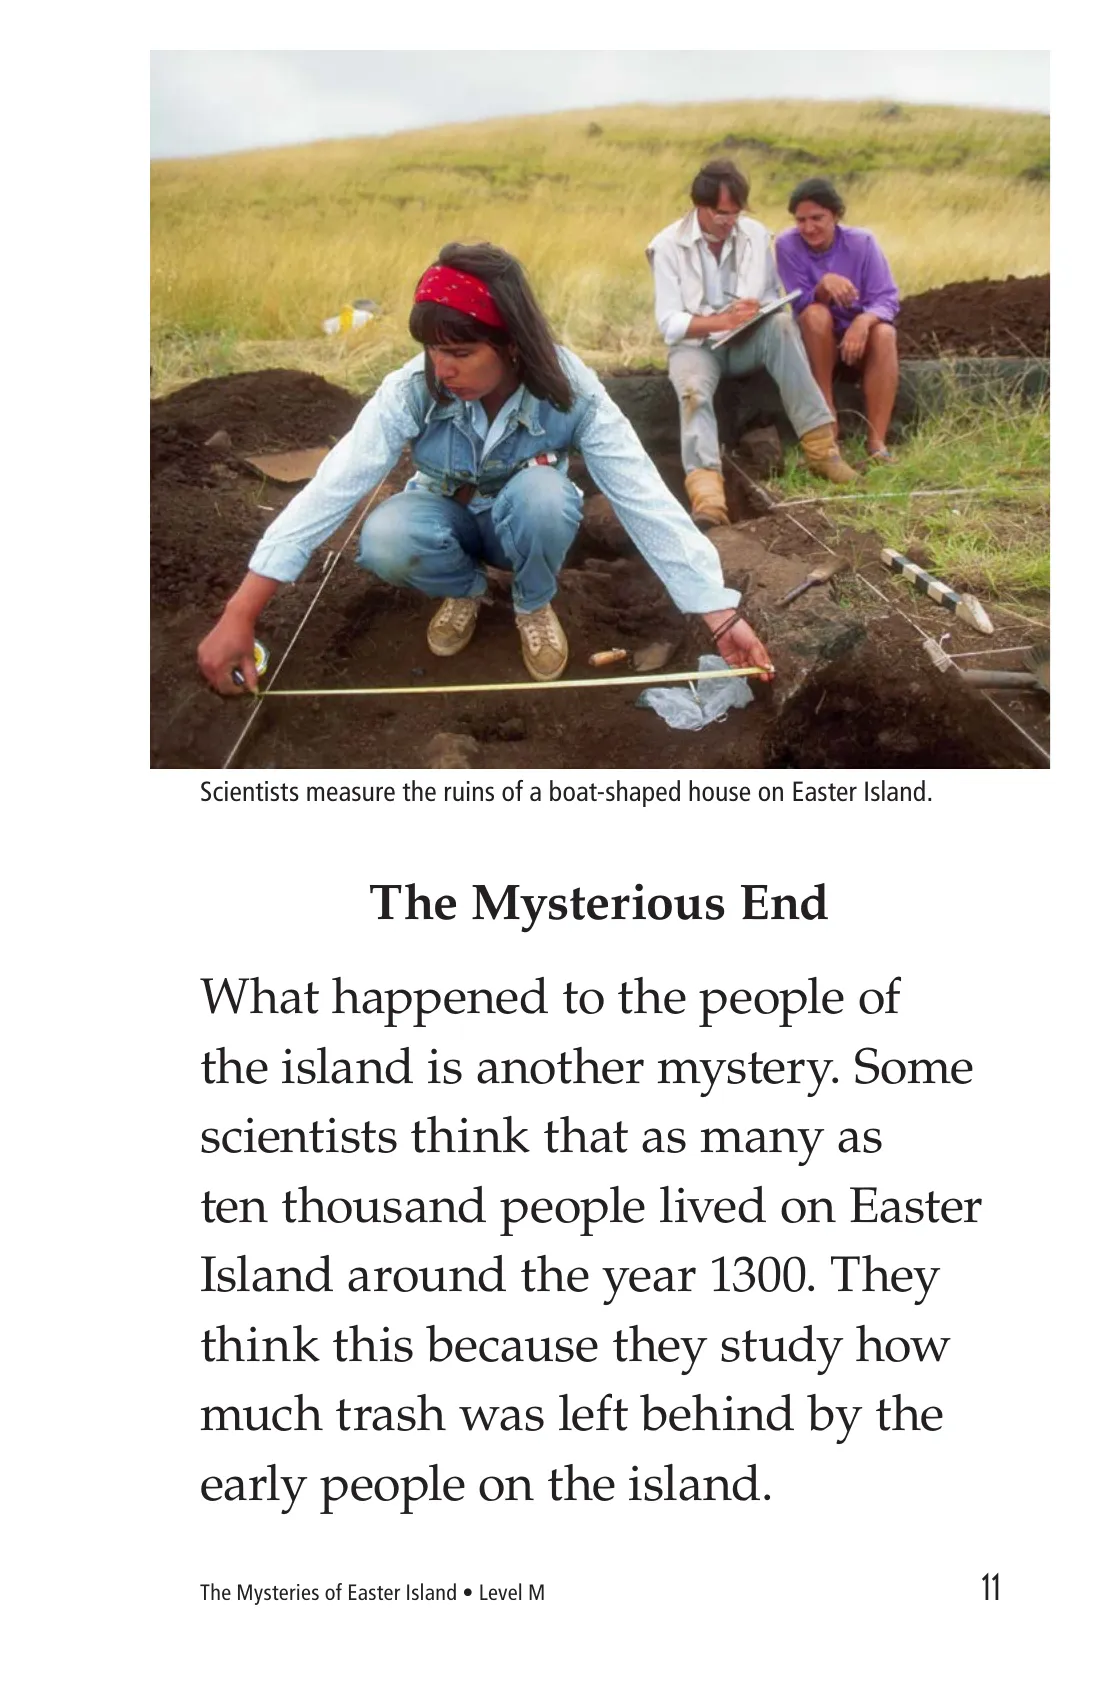 Scientists measure the ruins of a boat-shaped house on Easter Island.
The Mysterious End
What happened to the people of
the island is another mystery. Some
scientists think that as many as
ten thousand people lived on Easter
Island around the year 1300. They
think this because they study how
much trash was left behind by the
early people on the island.
The Mysteries of Easter Island • Level M 11